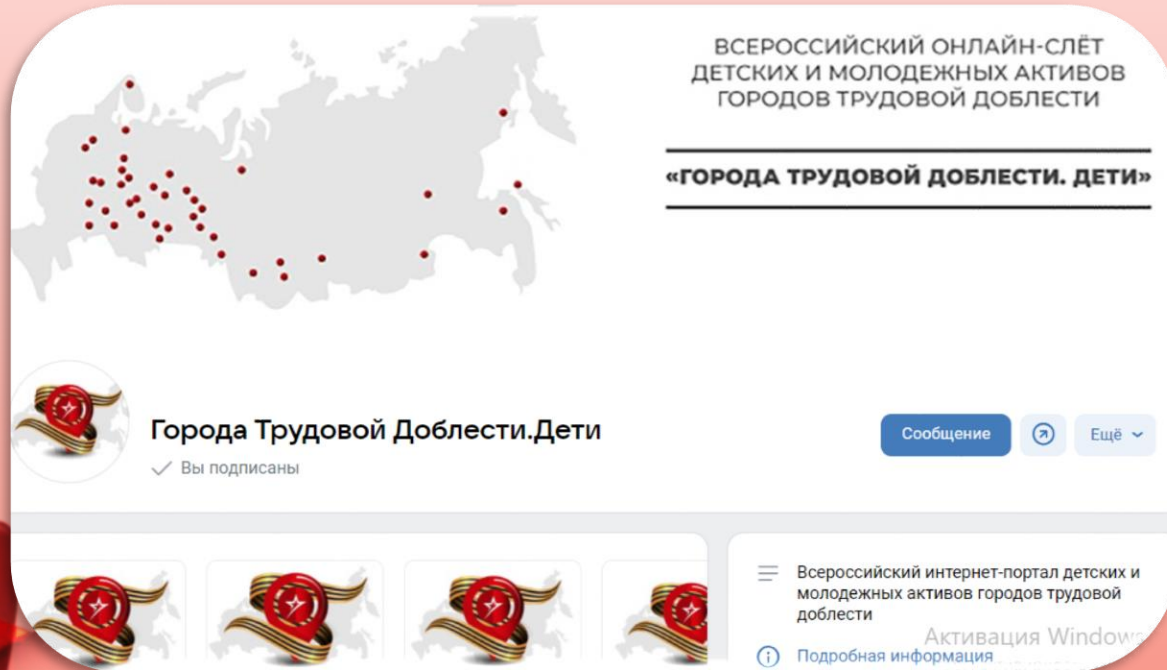 ВСЕРОССИЙСКИЙ ОНЛАЙН-СЛЁТ
ДЕТСКИХ И МОЛОДЕЖНЫХ АКТИВОВ
ГОРОДОВ ТРУДОВОЙ ДОБЛЕСТИ
«ГОРОДА ТРУДОВОЙ ДОБЛЕСТИ. ДЕТИ»
Города Трудовой Доблести.Дети
Вы подписаны
Сообщение
Ещё
Всероссийский интернет-портал детских и
молодежных активов городов трудовой
доблести
Активация Windows
Подробная информация